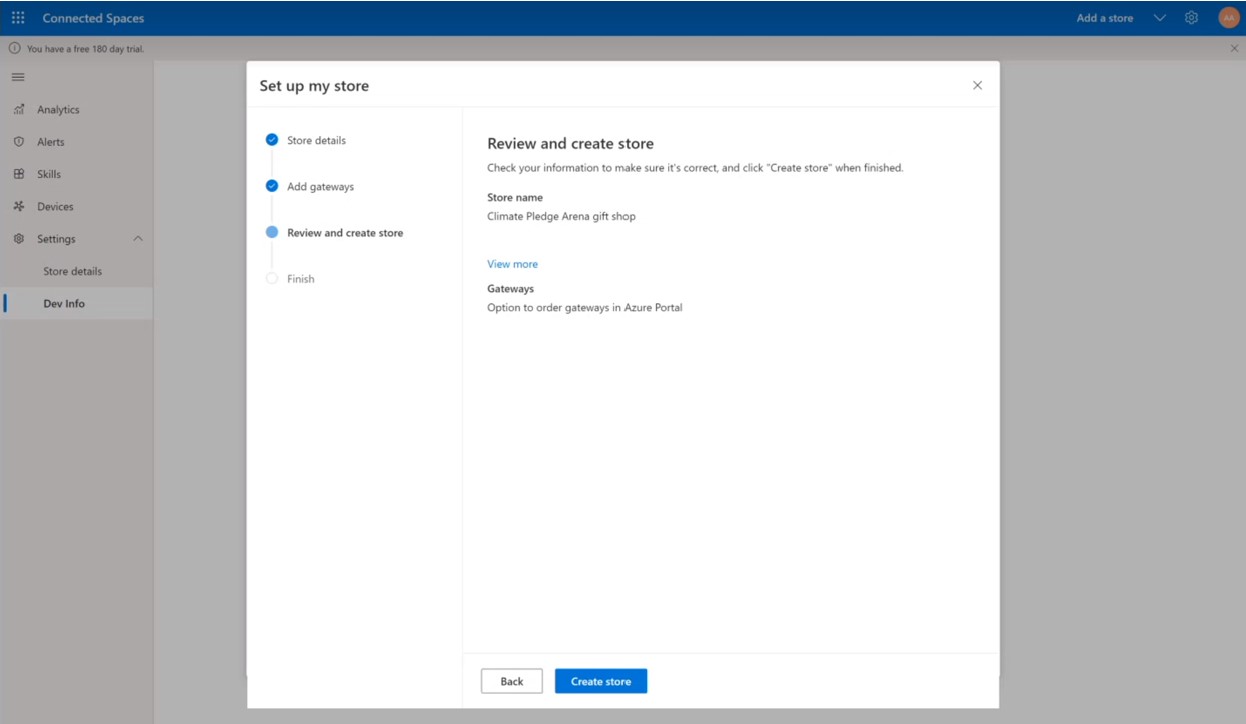 Connected Spaces
Add a store
AA
You have a free 180 day trial.
Analytics
Alerts
Skills
Devices
Settings
Store details
Dev Info
Set up my store
Store details
Add gateways
Review and create store
Finish
Review and create store
Check your information to make sure it's correct, and click "Create store" when finished.
Store name
Climate Pledge Arena gift shop
View more
Gateways
Option to order gateways in Azure Portal
Back
Create store